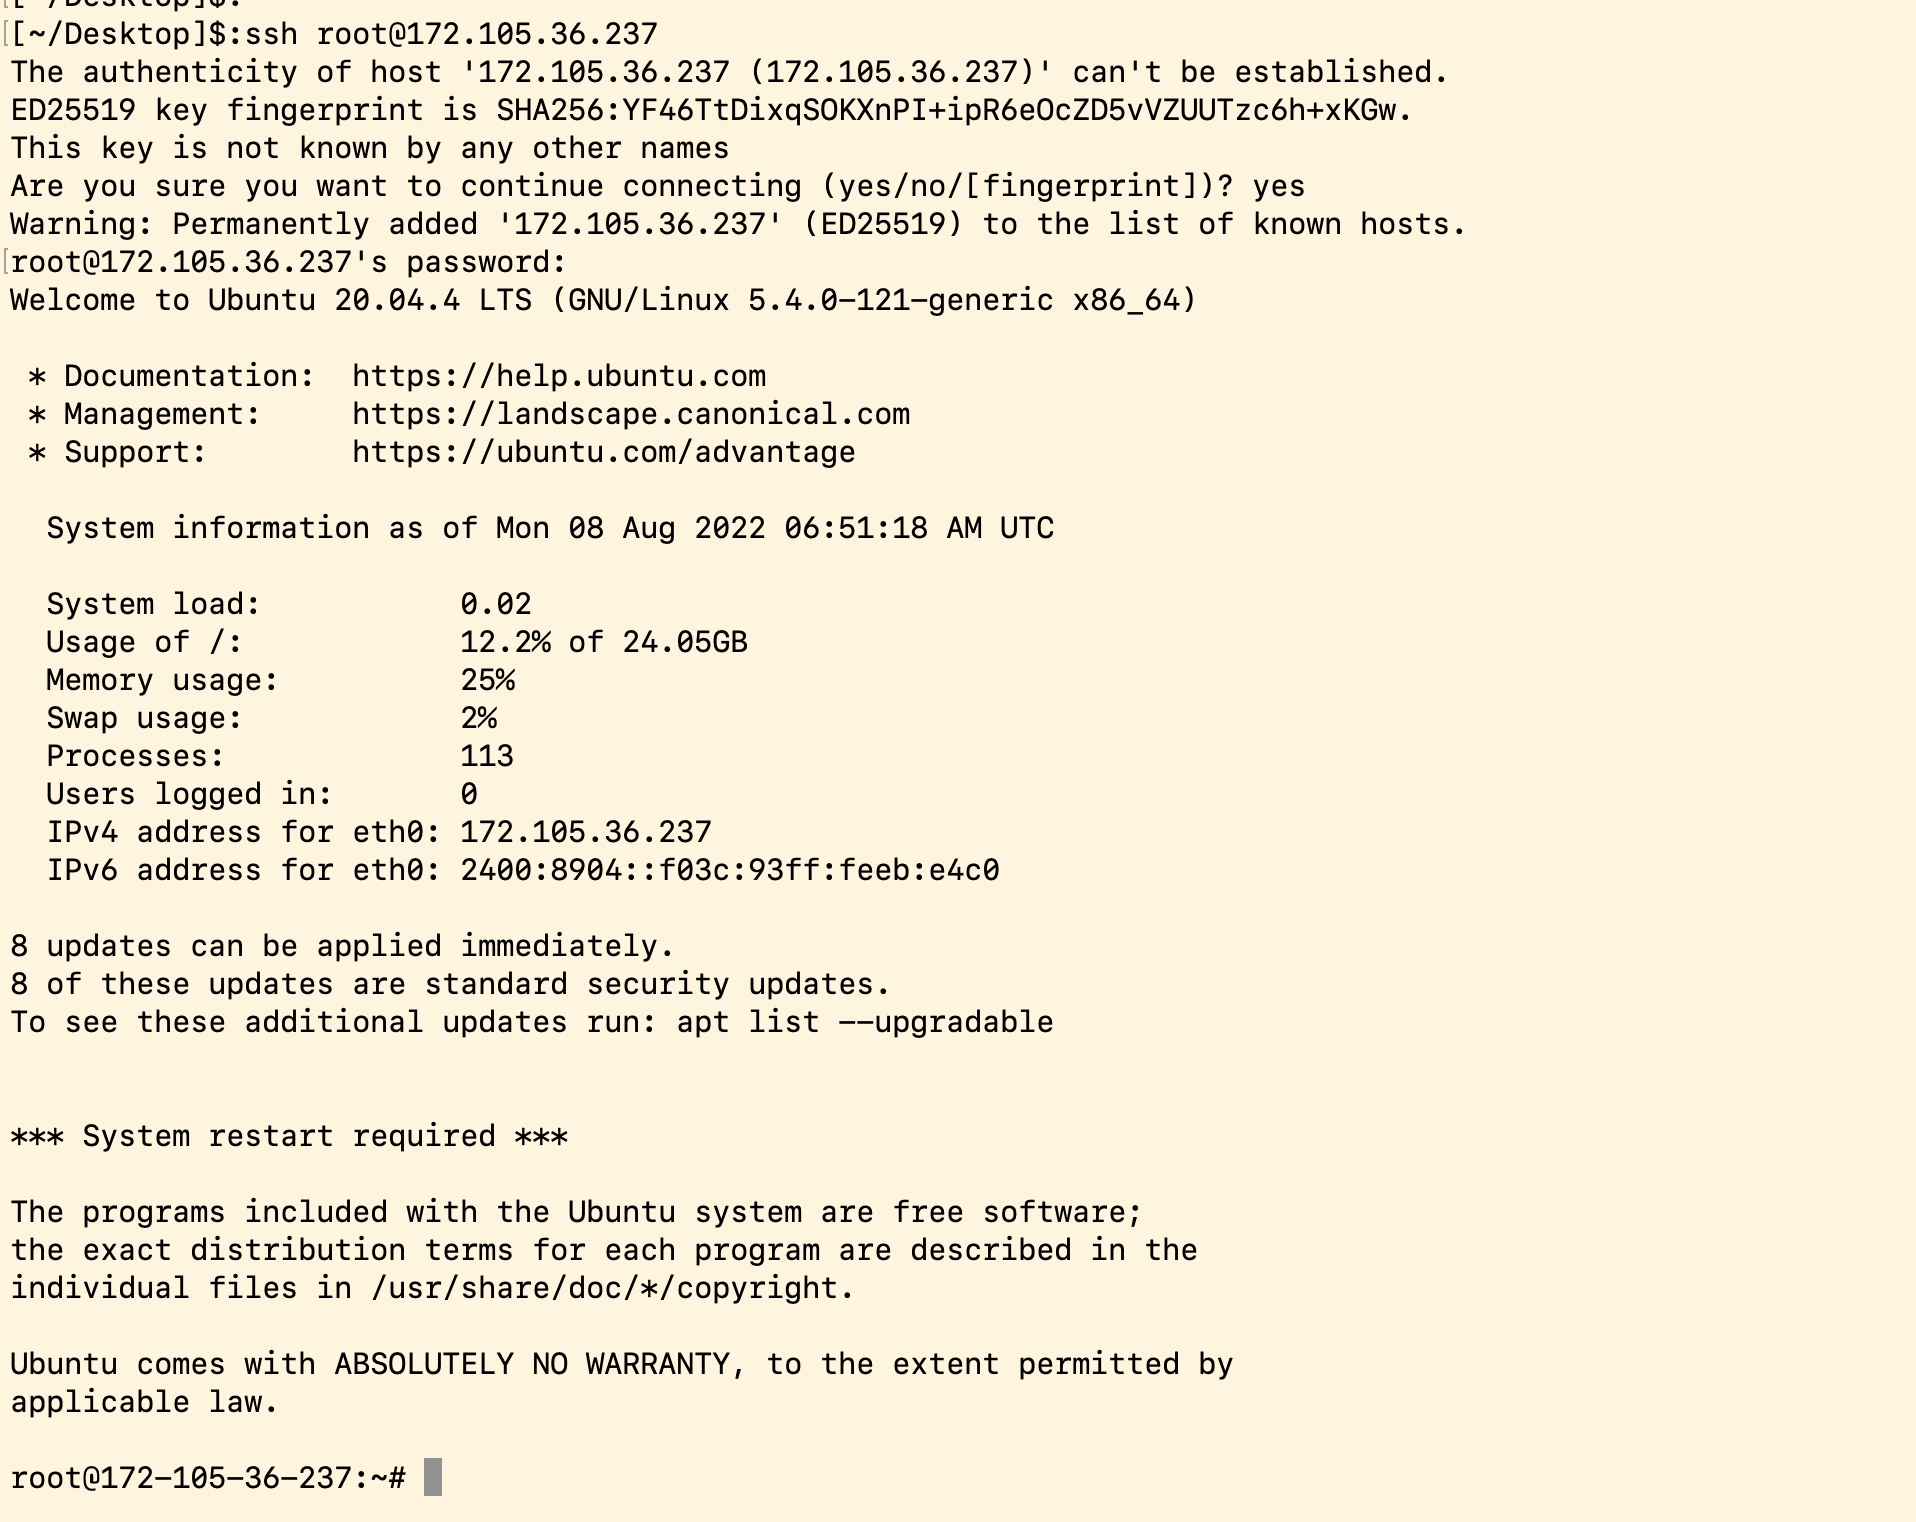 [~/Desktop]$:
[~/Desktop]$:ssh root@172.105.36.237
The authenticity of host '172.105.36.237 (172.105.36.237)' can't be established.
ED25519 key fingerprint is SHA256:YF46TtDixqSOKXnPI+ipR6eOcZD5vVZUUTzc6h+xKGw.
This key is not known by any other names
Are you sure you want to continue connecting (yes/no/[fingerprint])? yes
Warning: Permanently added '172.105.36.237' (ED25519) to the list of known hosts.
root@172.105.36.237's password:
Welcome to Ubuntu 20.04.4 LTS (GNU/Linux 5.4.0-121-generic x86_64)
* Documentation:  https://help.ubuntu.com
* Management:     https://landscape.canonical.com
* Support:        https://ubuntu.com/advantage
System information as of Mon 08 Aug 2022 06:51:18 AM UTC
System load:           0.02
Usage of /:            12.2% of 24.05GB
Memory usage:          25%
Swap usage:            2%
Processes:             113
Users logged in:       0
IPv4 address for eth0: 172.105.36.237
IPv6 address for eth0: 2400:8904::f03c:93ff:feeb:e4c0
8 updates can be applied immediately.
8 of these updates are standard security updates.
To see these additional updates run: apt list --upgradable
*** System restart required ***
The programs included with the Ubuntu system are free software;
the exact distribution terms for each program are described in the
individual files in /usr/share/doc/*/copyright.
Ubuntu comes with ABSOLUTELY NO WARRANTY, to the extent permitted by
applicable law.
root@172-105-36-237:~#